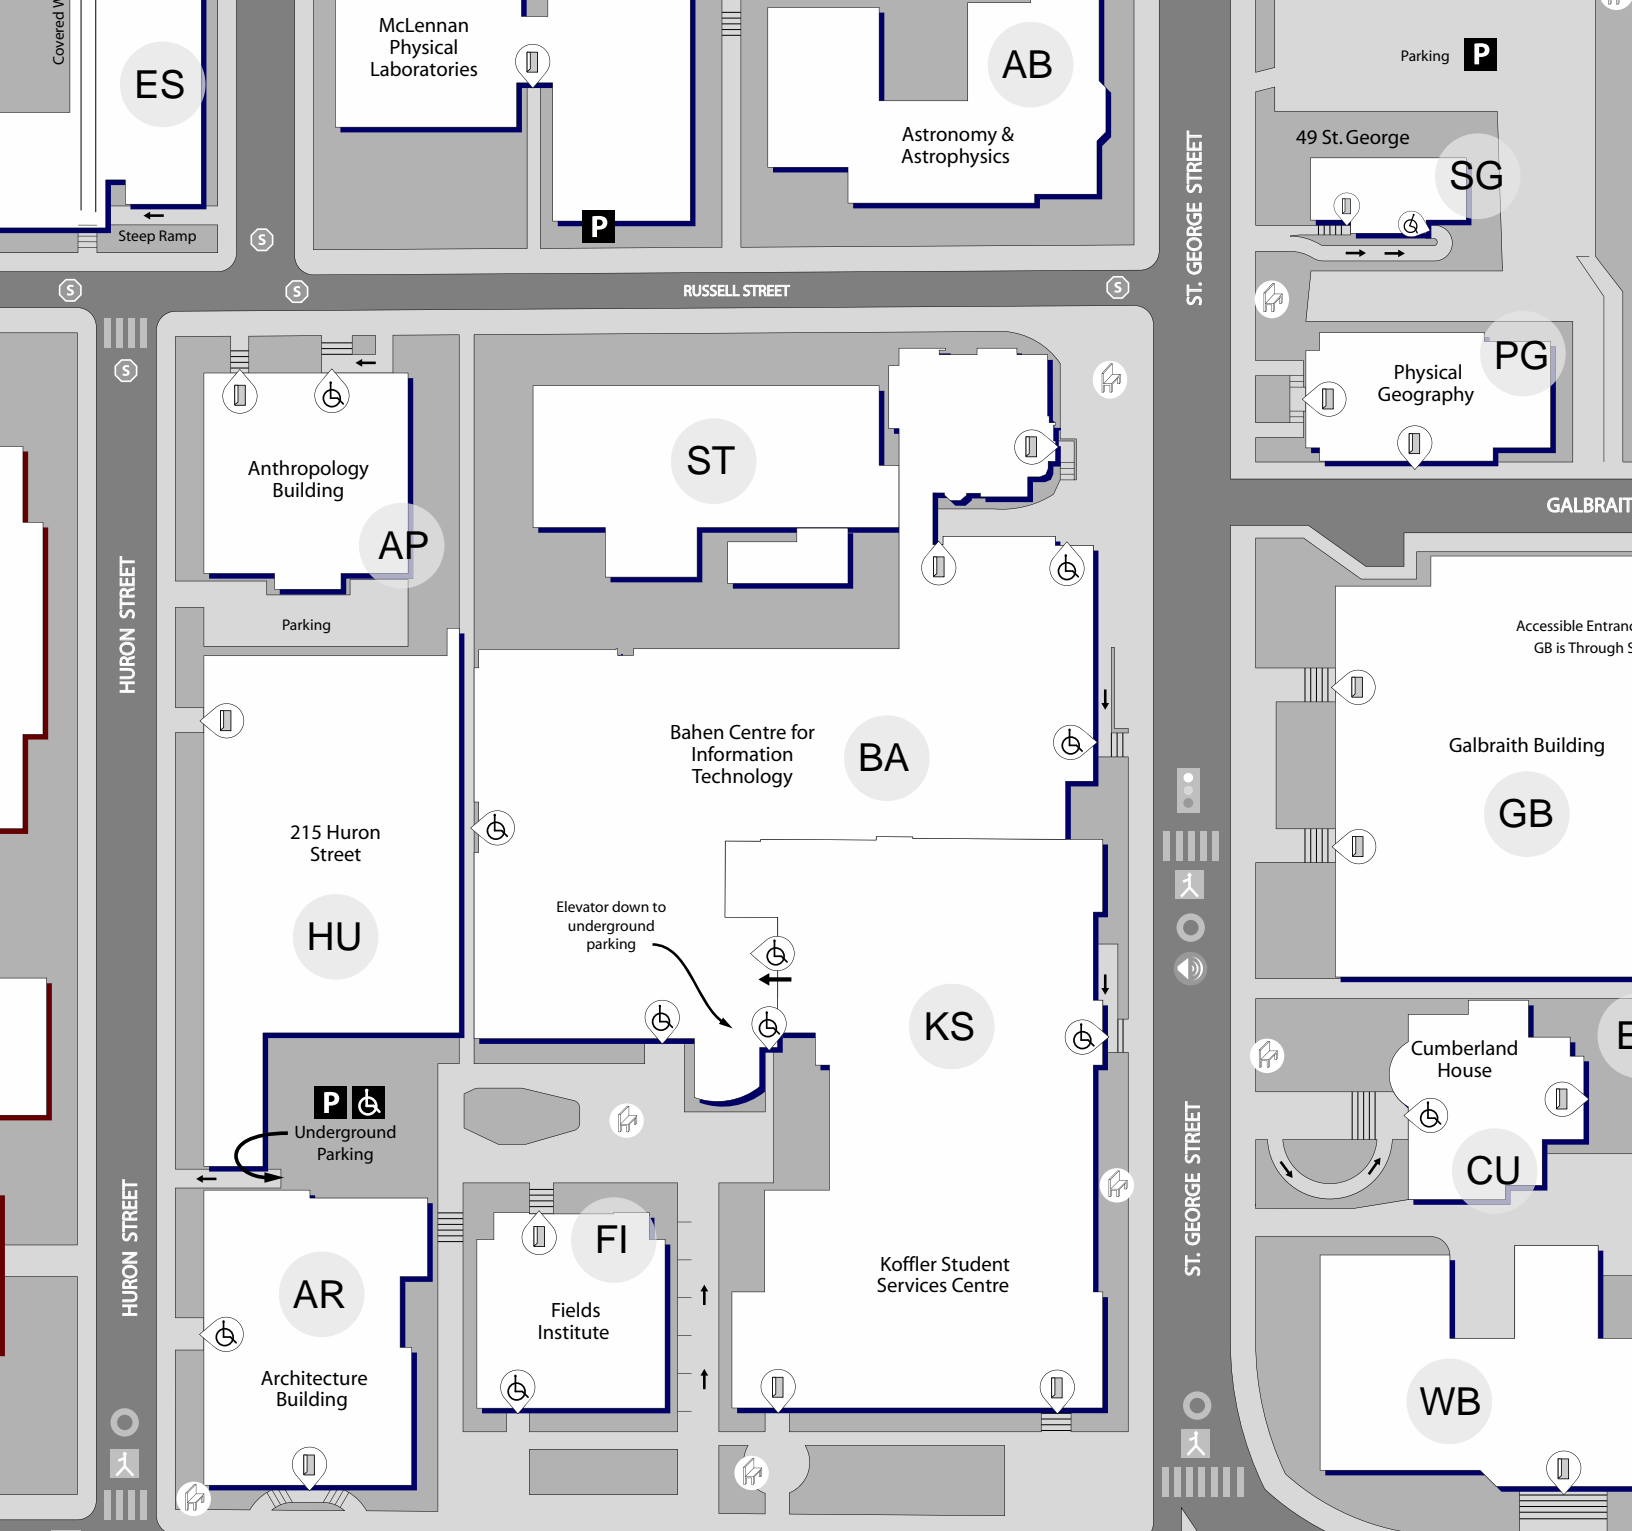 Covered
ES
Steep Ramp
McLennan
Physical
Laboratories
P
AB
Astronomy &
Astrophysics
Parking P
49 St. George
SG
ST. GEORGE STREET
S
S
S
S
S
RUSSELL STREET
PG
Physical
Geography
GALBRAIT
Anthropology
Building
AP
Parking
ST
HURON STREET
Accessible Entranc
GB is Through S
Galbraith Building
GB
Bahen Centre for
Information
Technology
BA
215 Huron
Street
HU
Elevator down to
underground
parking
KS
Cumberland
House
CU
E
P
Underground
Parking
HURON STREET
ST. GEORGE STREET
FI
Fields
Institute
AR
Architecture
Building
Koffler Student
Services Centre
WB